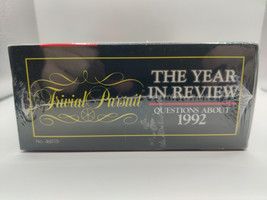 Trivial Pursuit
THE YEAR
IN REVIEW
QUESTIONS ABOUT
1992